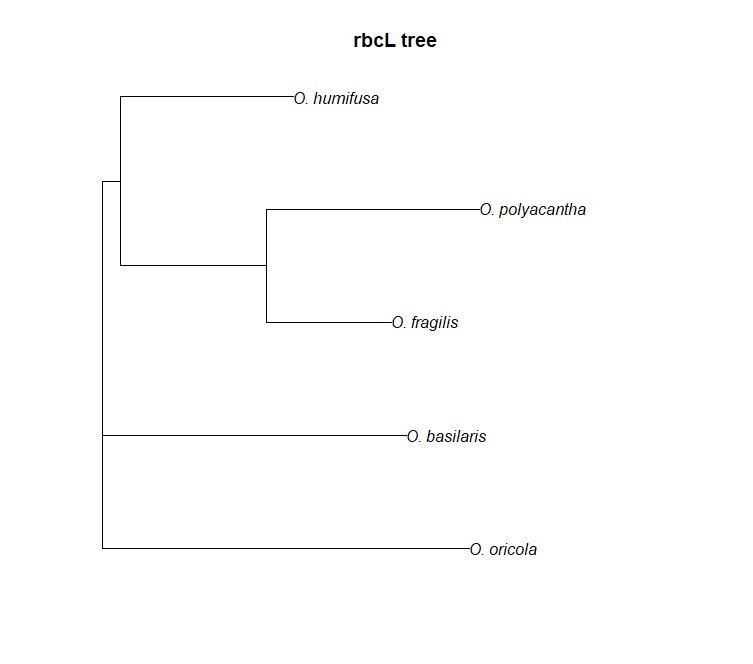 rbcL tree
O. humifusa
O. polyacantha
O. fragilis
O. basilaris
O. oricola